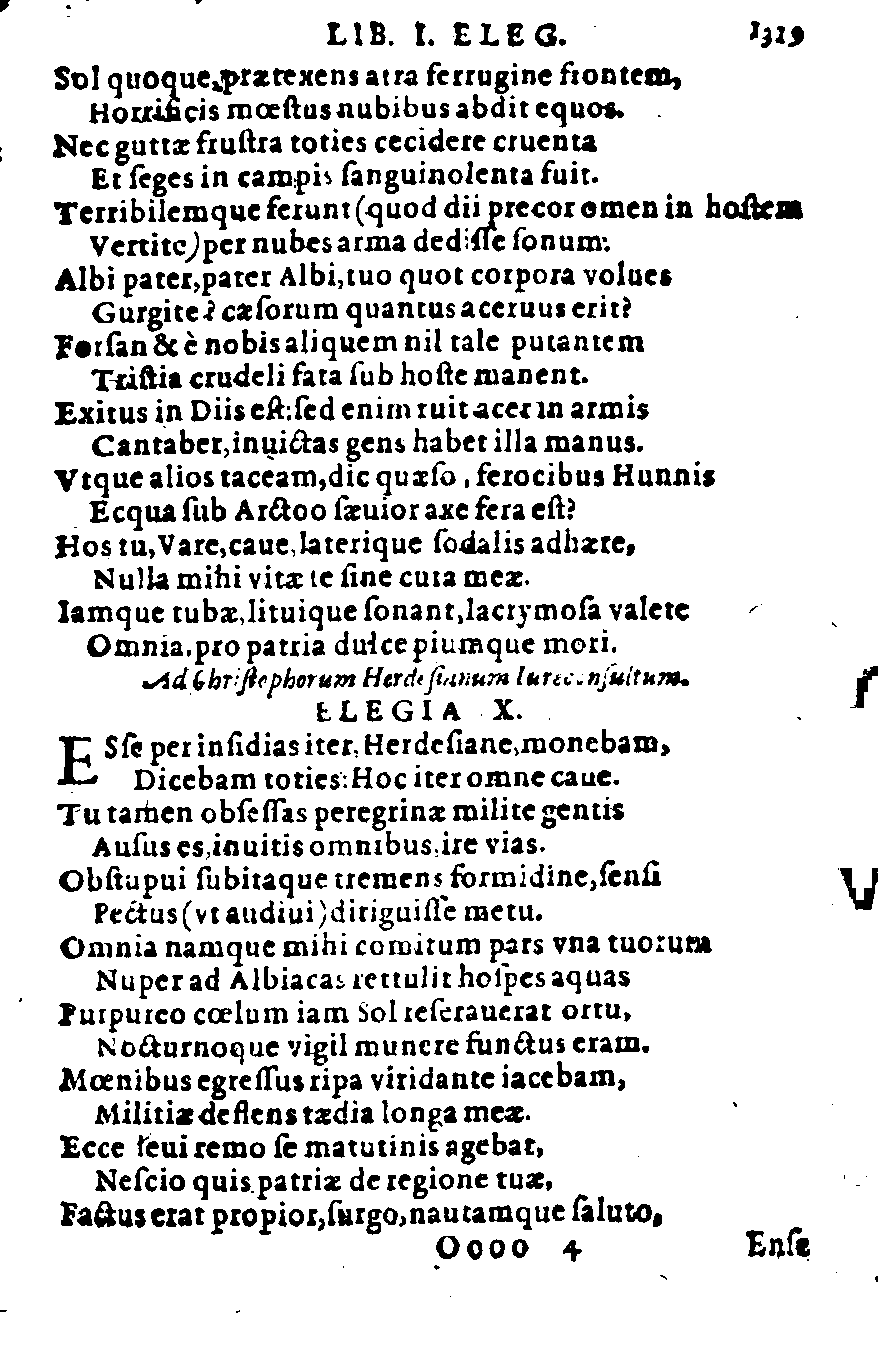 LIB. I. ELEG. 1319
Sol quoque, prætexens atra ferrugine frontem,
Horrificis mœſtus nubibus abdit equos.
Nec guttæ fruſtra toties cecidere cruenta
Et ſeges in campis ſanguinolenta fuit.
Terribilemque ferunt (quod dii precor omen in hoſtem
Vertite) per nubes arma dediſſe ſonum:
Albi pater, pater Albi, tuo quot corpora volues
Gurgite? cæſorum quantus aceruus erit?
Forſan & è nobis aliquem nil tale putantem
Triſtia crudeli fata ſub hoſte manent.
Exitus in Diis eſt: ſed enim ruit acer in armis
Cantaber, inuictas gens habet illa manus.
Vtque alios taceam, dic quæſo, ferocibus Hunnis
Ecqua ſub Arctoo ſæuior axe fera eſt?
Hos tu, Vare, caue, laterique ſodalis adhære,
Nulla mihi vitæ te ſine cura meæ.
Iamque tubæ, lituique ſonant, lacrymoſa valete
Omnia. pro patria dulce piumque mori.
Ad Chriſtophorum Herdeſianum Iureconſultum.
ELEGIA X.
ESſe per inſidias iter, Herdeſiane, monebam,
Dicebam toties: Hoc iter omne caue.
Tu tamen obſeſſas peregrinæ milite gentis
Auſus es, inuitis omnibus, ire vias.
Obſtupui ſubitaque tremens formidine, ſenſi
Pectus (vt audiui) diriguiſſe metu.
Omnia namque mihi comitum pars vna tuorum
Nuper ad Albiacas rettulit hoſpes aquas
Purpureo cœlum iam Sol reſerauerat ortu,
Nocturnoque vigil munere functus eram.
Mœnibus egreſſus ripa viridante iacebam,
Militiæ deflens tædia longa meæ.
Ecce leui remo ſe matutinis agebat,
Neſcio quis patriæ de regione tuæ,
Factus erat propior, ſurgo, nautamque ſaluto,
Oooo 4 Enſe